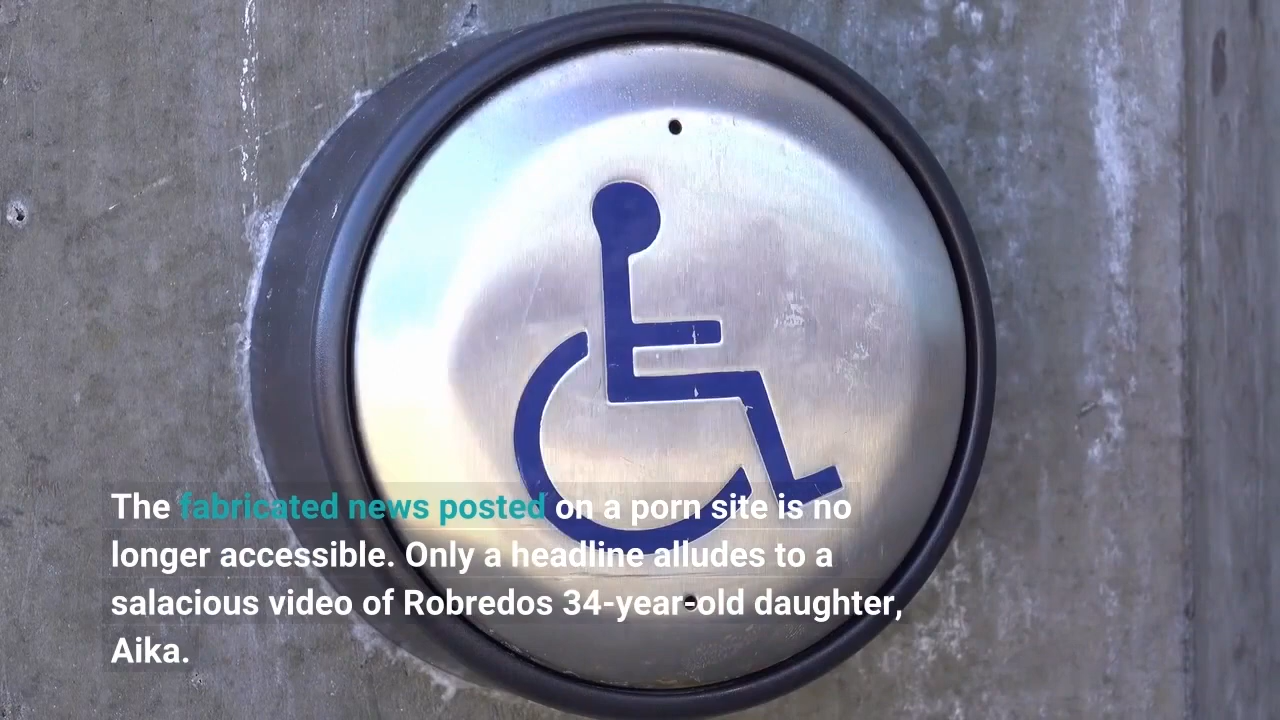 The fabricated news posted on a porn site is no
longer accessible. Only a headline alludes to a
salacious video of Robredos 34-year-old daughter,
Aika.